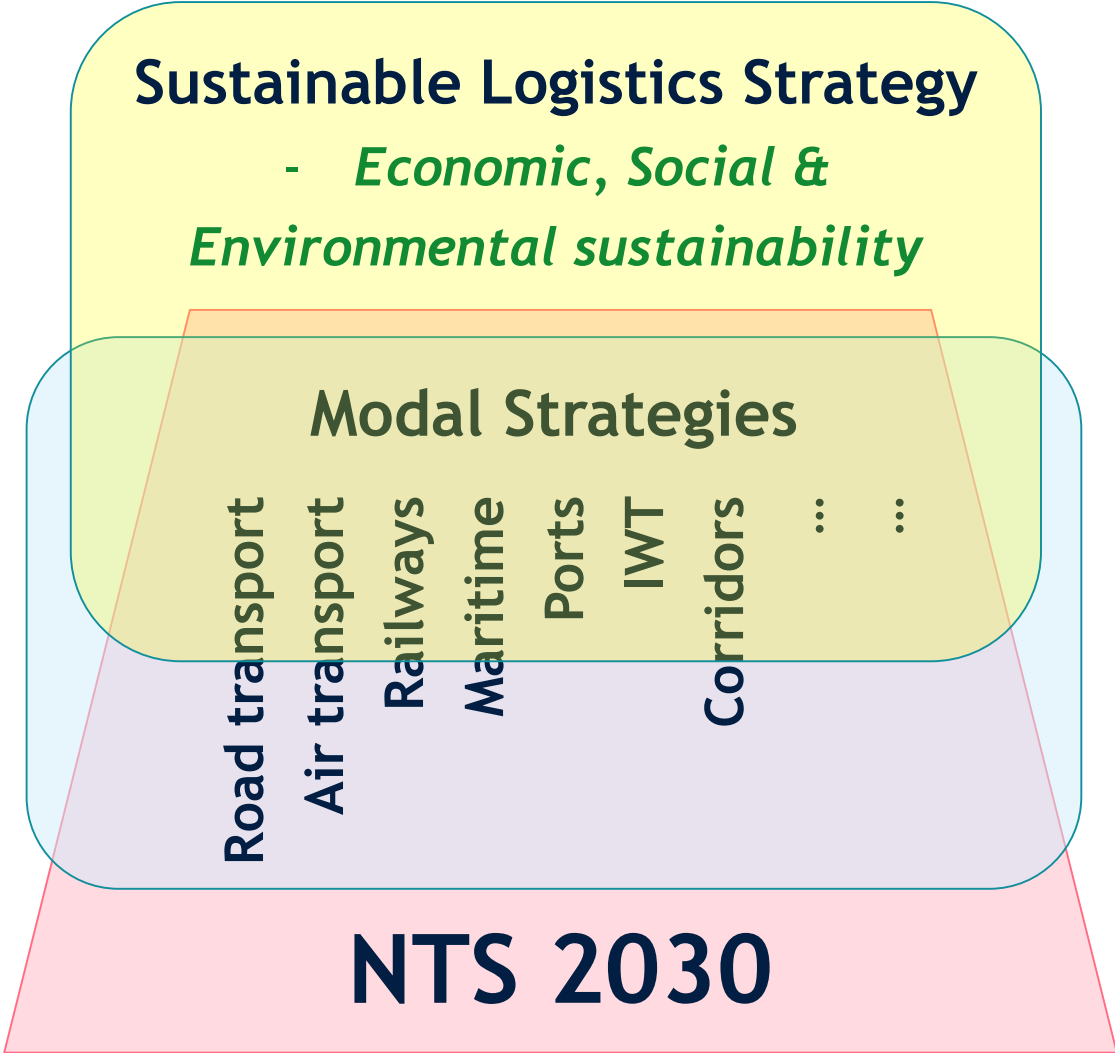 Sustainable Logistics Strategy
- Economic, Social &
Environmental sustainability
Modal Strategies
Road transport
Air transport
Railways
Maritime
Ports
IWT
Corridors
...
...
NTS 2030